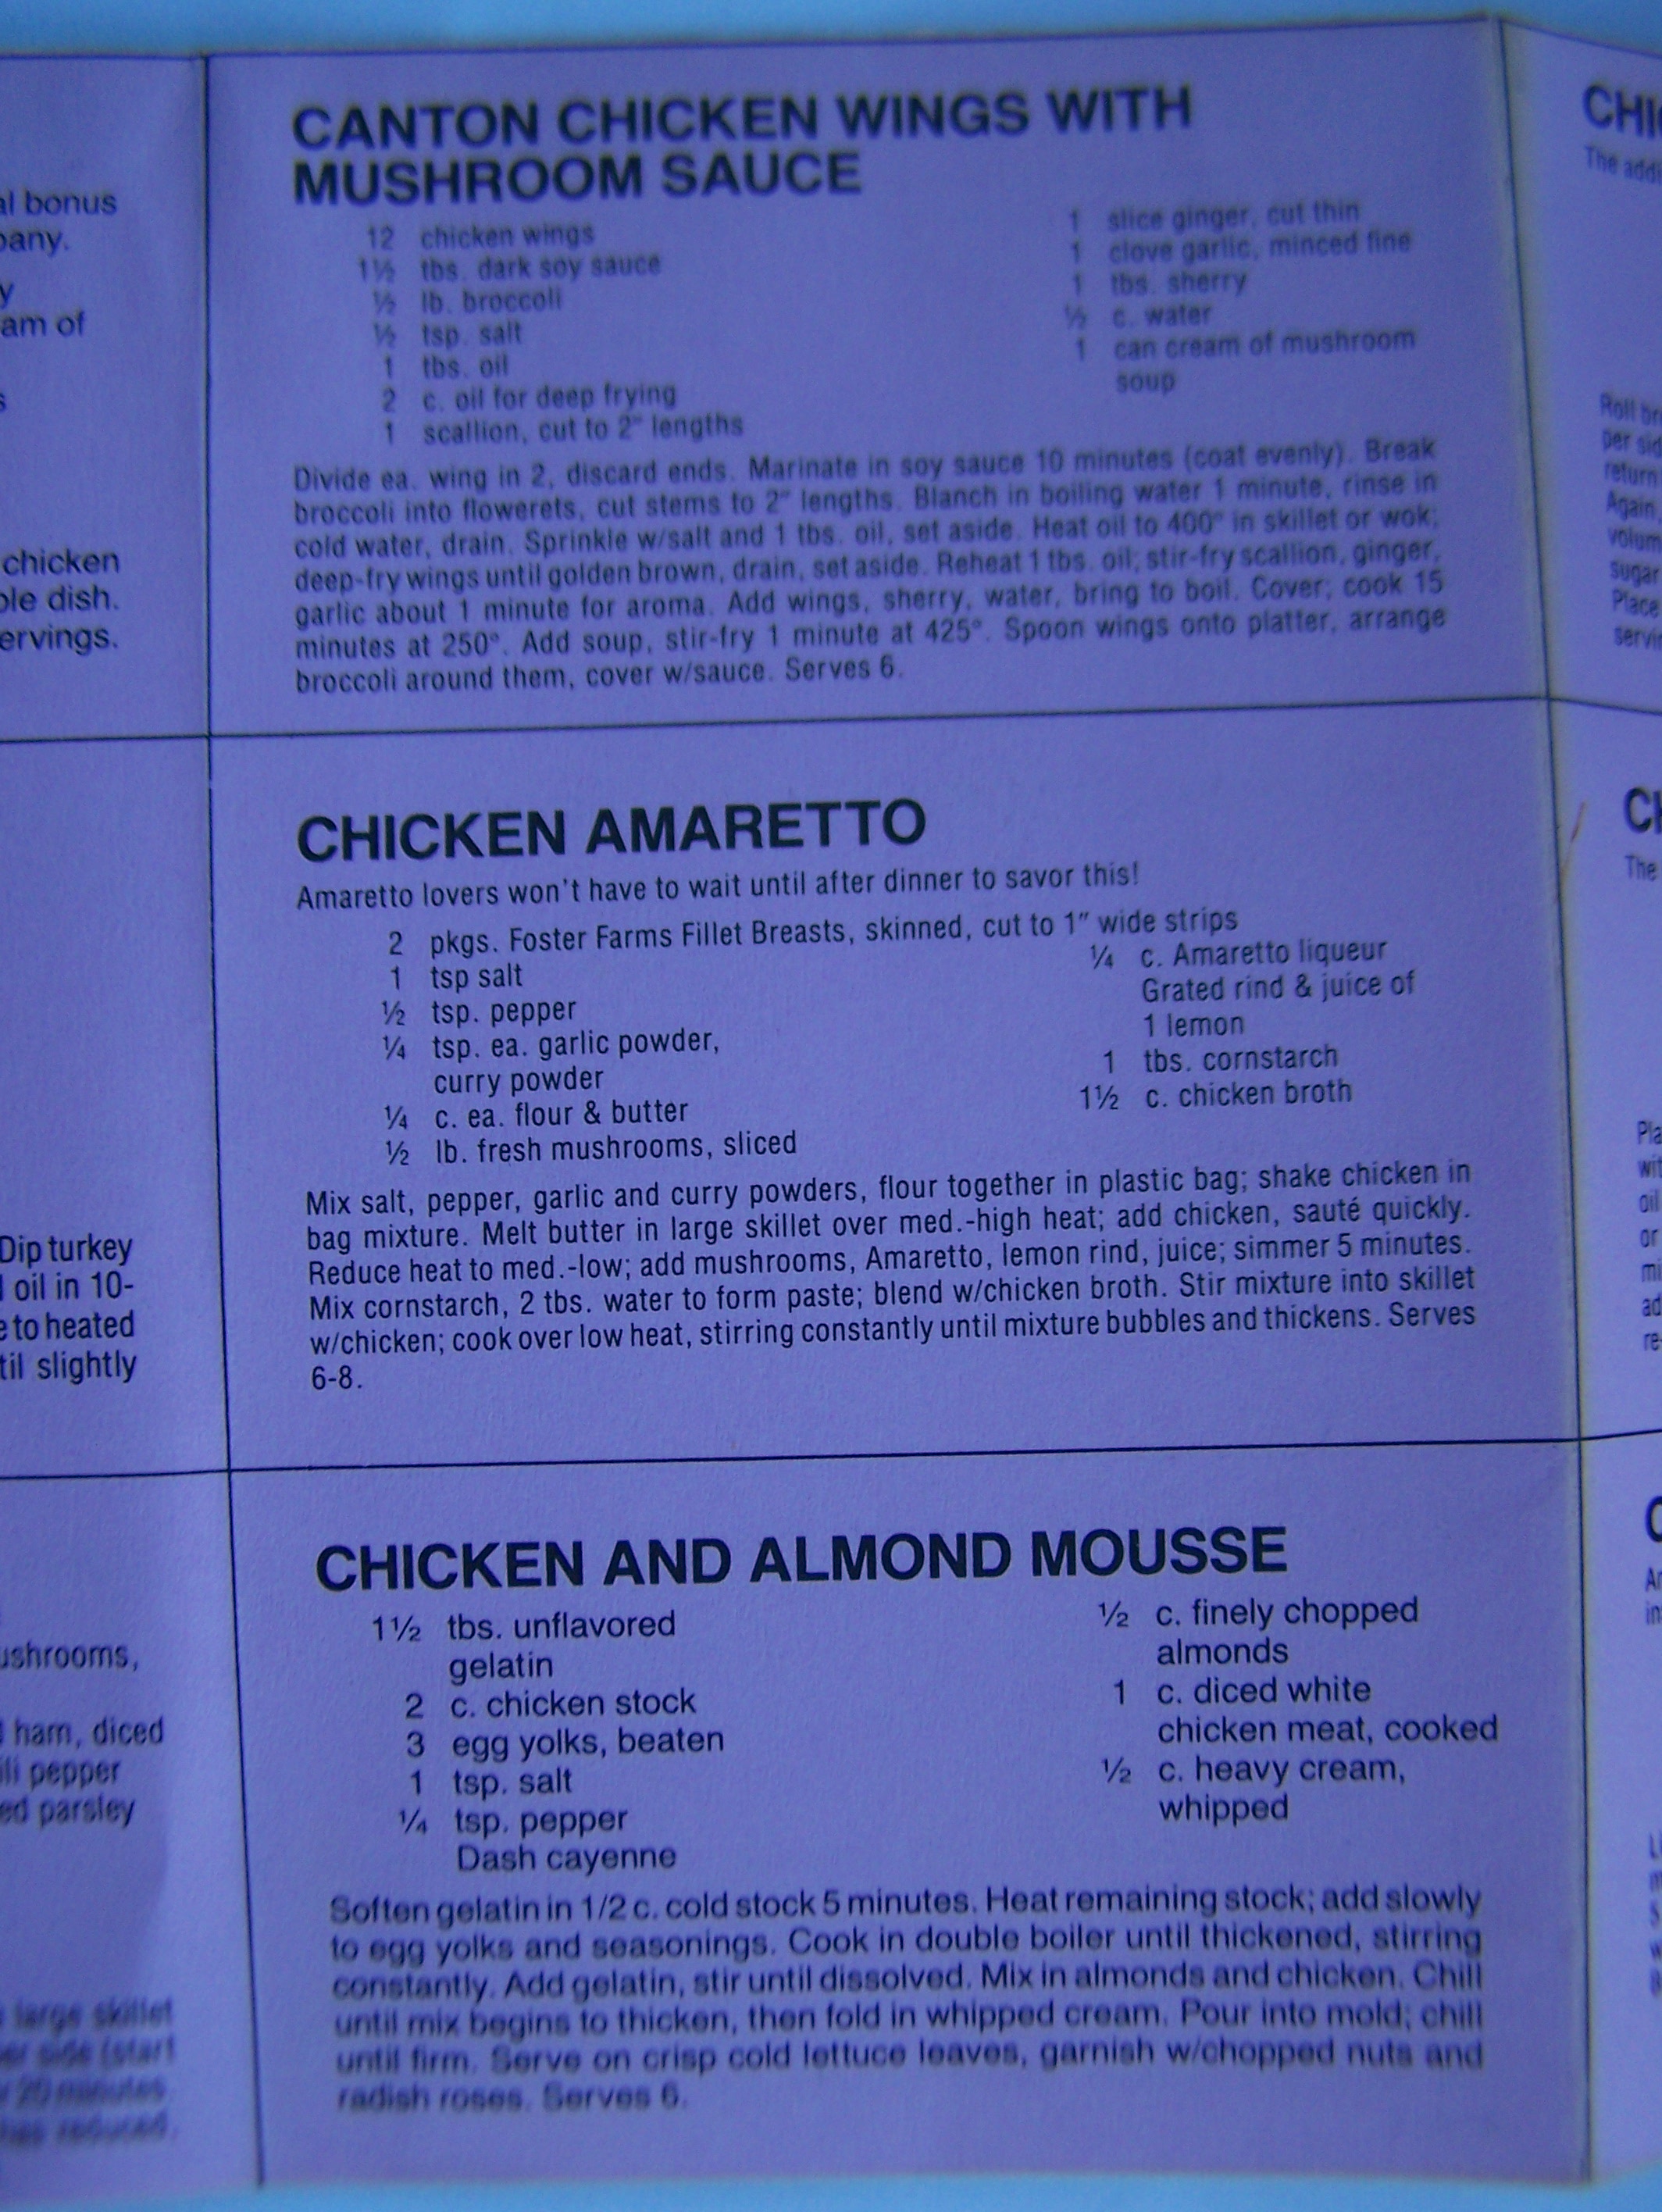 al bonus
pany.
y
am of
s
chicken
ole dish.
ervings.
Dip turkey
oil in 10-
e to heated
til slightly
ushrooms,
ham, diced
ili pepper
ed parsley
large skillet
er side (start
20 minutes
has reduced.
CANTON CHICKEN WINGS WITH
MUSHROOM SAUCE
12 chicken wings
1½ tbs. dark soy sauce
½ lb. broccoli
½ tsp. salt
1 tbs. oil
2 c. oil for deep frying
1 scallion, cut to 2" lengths
1 slice ginger, cut thin
1 clove garlic, minced fine
1 tbs. sherry
c. water
1 can cream of mushroom
soup
Divide ea. wing in 2, discard ends. Marinate in soy sauce 10 minutes (coat evenly). Break
broccoli into flowerets, cut stems to 2" lengths. Blanch in boiling water 1 minute, rinse in
cold water, drain. Sprinkle w/salt and 1 tbs. oil, set aside. Heat oil to 400° in skillet or wok;
deep-fry wings until golden brown, drain, set aside. Reheat 1 tbs. oil; stir-fry scallion, ginger,
garlic about 1 minute for aroma. Add wings, sherry, water, bring to boil. Cover; cook 15
minutes at 250°. Add soup, stir-fry 1 minute at 425°. Spoon wings onto platter, arrange
broccoli around them, cover w/sauce. Serves 6.
CHICKEN AMARETTO
Amaretto lovers won't have to wait until after dinner to savor this!
2 pkgs. Foster Farms Fillet Breasts, skinned, cut to 1" wide strips
1 tsp salt
½ tsp. pepper
¼ tsp. ea. garlic powder,
curry powder
¼ c. ea. flour & butter
½ lb. fresh mushrooms, sliced
¼ c. Amaretto liqueur
Grated rind & juice of
1 lemon
1 tbs. cornstarch
1½ c. chicken broth
Mix salt, pepper, garlic and curry powders, flour together in plastic bag; shake chicken in
bag mixture. Melt butter in large skillet over med.-high heat; add chicken, sauté quickly.
Reduce heat to med.-low; add mushrooms, Amaretto, lemon rind, juice; simmer 5 minutes.
Mix cornstarch, 2 tbs. water to form paste; blend w/chicken broth. Stir mixture into skillet
w/chicken; cook over low heat, stirring constantly until mixture bubbles and thickens. Serves
6-8.
CHICKEN AND ALMOND MOUSSE
1½ tbs. unflavored
gelatin
2 c. chicken stock
3 egg yolks, beaten
1 tsp. salt
¼ tsp. pepper
Dash cayenne
½ c. finely chopped
almonds
1 c. diced white
chicken meat, cooked
½ c. heavy cream,
whipped
Soften gelatin in 1/2 c. cold stock 5 minutes. Heat remaining stock; add slowly
to egg yolks and seasonings. Cook in double boiler until thickened, stirring
constantly. Add gelatin, stir until dissolved. Mix in almonds and chicken. Chill
until mix begins to thicken, then fold in whipped cream. Pour into mold; chill
until firm. Serve on crisp cold lettuce leaves, garnish w/chopped nuts and
radish roses. Serves 6.
CHI
The addi
Roll br
per sid
return
Again,
volum
sugar
Place
servin
The
Pla
wit
oil
or
mi
ad
re